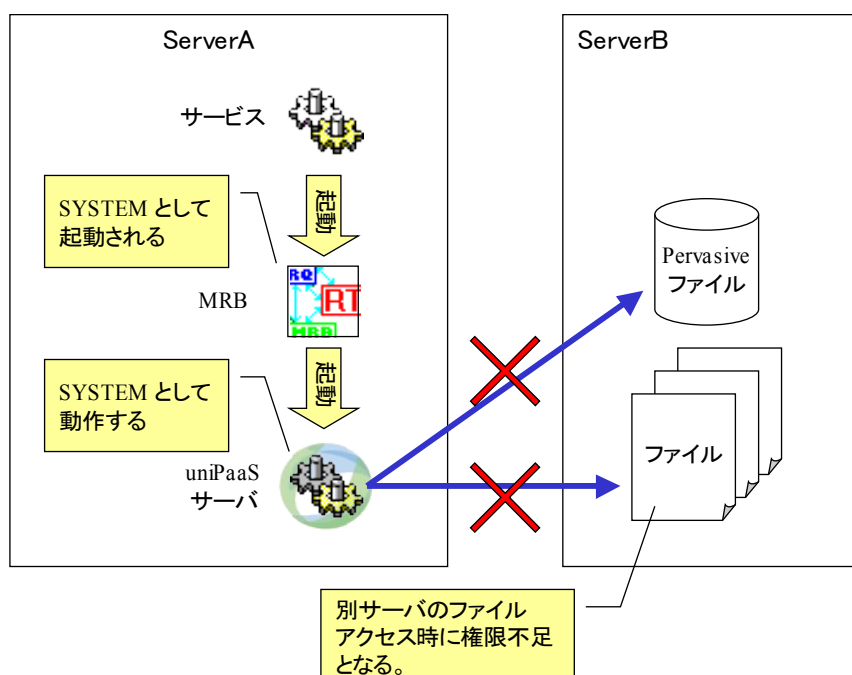 ServerA
サービス
起動
SYSTEM として
起動される
RQ
RT
MRB
MRB
起動
SYSTEM として
動作する
uniPaaS
サーバ
ServerB
Pervasive
ファイル
ファイル
別サーバのファイル
アクセス時に権限不足
となる。